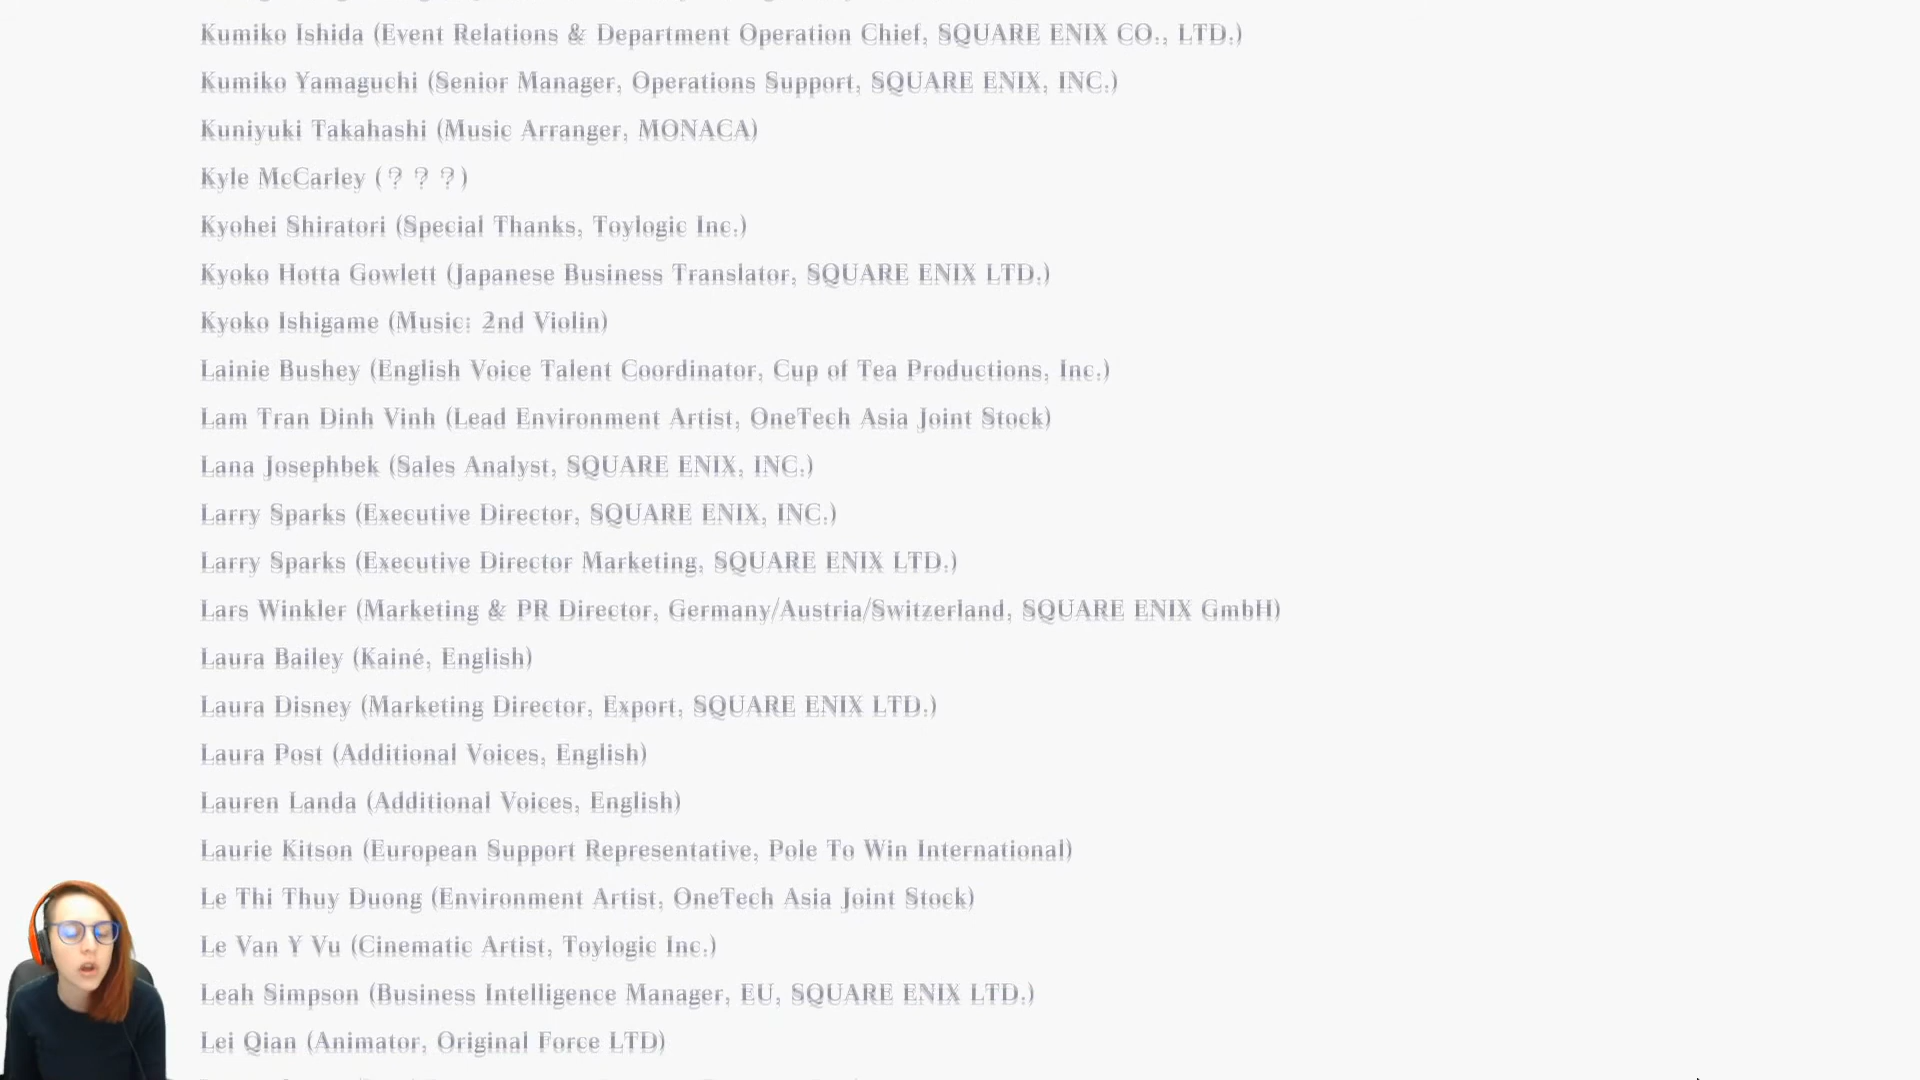 Kumiko Ishida (Event Relations & Department Operation Chief, SQUARE ENIX CO., LTD.)
Kumiko Yamaguchi (Senior Manager, Operations Support, SQUARE ENIX, INC.)
Kuniyuki Takahashi (Music Arranger, MONACA)
Kyle McCarley (？？？)
Kyohei Shiratori (Special Thanks, Toylogic Inc.)
Kyoko Hotta Gowlett (Japanese Business Translator, SQUARE ENIX LTD.)
Kyoko Ishigame (Music: 2nd Violin)
Lainie Bushey (English Voice Talent Coordinator, Cup of Tea Productions, Inc.)
Lam Tran Dinh Vinh (Lead Environment Artist, OneTech Asia Joint Stock)
Lana Josephbek (Sales Analyst, SQUARE ENIX, INC.)
Larry Sparks (Executive Director, SQUARE ENIX, INC.)
Larry Sparks (Executive Director Marketing, SQUARE ENIX LTD.)
Lars Winkler (Marketing & PR Director, Germany/Austria/Switzerland, SQUARE ENIX GmbH)
Laura Bailey (Kainé, English)
Laura Disney (Marketing Director, Export, SQUARE ENIX LTD.)
Laura Post (Additional Voices, English)
Lauren Landa (Additional Voices, English)
Laurie Kitson (European Support Representative, Pole To Win International)
Le Thi Thuy Duong (Environment Artist, OneTech Asia Joint Stock)
Le Van Y Vu (Cinematic Artist, Toylogic Inc.)
Leah Simpson (Business Intelligence Manager, EU, SQUARE ENIX LTD.)
Lei Qian (Animator, Original Force LTD)